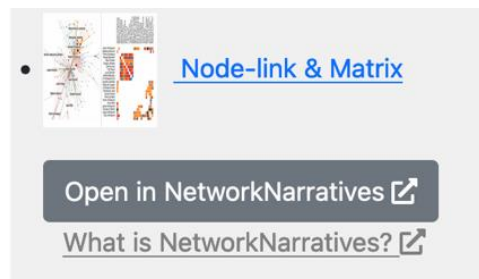 Node-link & Matrix
Open in NetworkNarratives
What is NetworkNarratives?